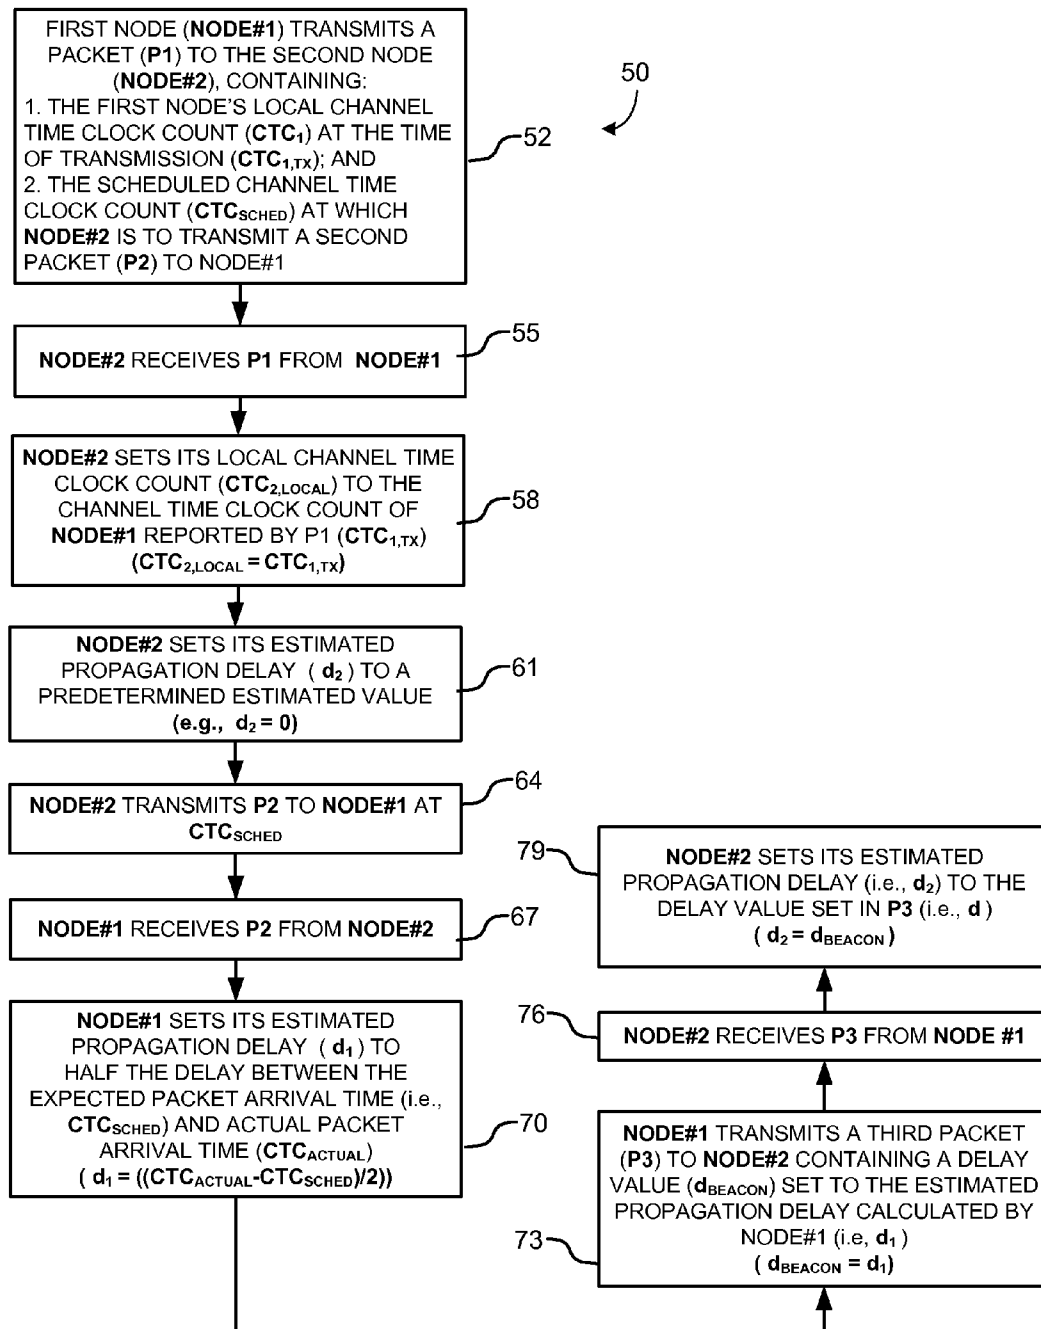 FIRST NODE (NODE#1) TRANSMITS A
PACKET (P1) TO THE SECOND NODE
(NODE#2), CONTAINING:
1. THE FIRST NODE'S LOCAL CHANNEL
TIME CLOCK COUNT (CTC1) AT THE TIME
OF TRANSMISSION (CTC1,TX); AND
2. THE SCHEDULED CHANNEL TIME
CLOCK COUNT (CTCSCHED) AT WHICH
NODE#2 IS TO TRANSMIT A SECOND
PACKET (P2) TO NODE#1
52
50
NODE#2 RECEIVES P1 FROM NODE#1
55
NODE#2 SETS ITS LOCAL CHANNEL TIME
CLOCK COUNT (CTC2,LOCAL) TO THE
CHANNEL TIME CLOCK COUNT OF
NODE#1 REPORTED BY P1 (CTC1,TX)
(CTC2,LOCAL = CTC1,TX)
58
NODE#2 SETS ITS ESTIMATED
PROPAGATION DELAY ( d2 ) TO A
PREDETERMINED ESTIMATED VALUE
(e.g., d2 = 0)
61
NODE#2 TRANSMITS P2 TO NODE#1 AT
CTCSCHED
64
NODE#1 RECEIVES P2 FROM NODE#2
67
NODE#1 SETS ITS ESTIMATED
PROPAGATION DELAY ( d1 ) TO
HALF THE DELAY BETWEEN THE
EXPECTED PACKET ARRIVAL TIME (i.e.,
CTCSCHED) AND ACTUAL PACKET
ARRIVAL TIME (CTCACTUAL)
( d1 = ((CTCACTUAL-CTCSCHED)/2))
70
NODE#1 TRANSMITS A THIRD PACKET
(P3) TO NODE#2 CONTAINING A DELAY
VALUE (dBEACON) SET TO THE ESTIMATED
PROPAGATION DELAY CALCULATED BY
NODE#1 (i.e, d1 )
( dBEACON = d1)
73
NODE#2 RECEIVES P3 FROM NODE #1
76
NODE#2 SETS ITS ESTIMATED
PROPAGATION DELAY (i.e., d2) TO THE
DELAY VALUE SET IN P3 (i.e., d )
( d2 = dBEACON )
79